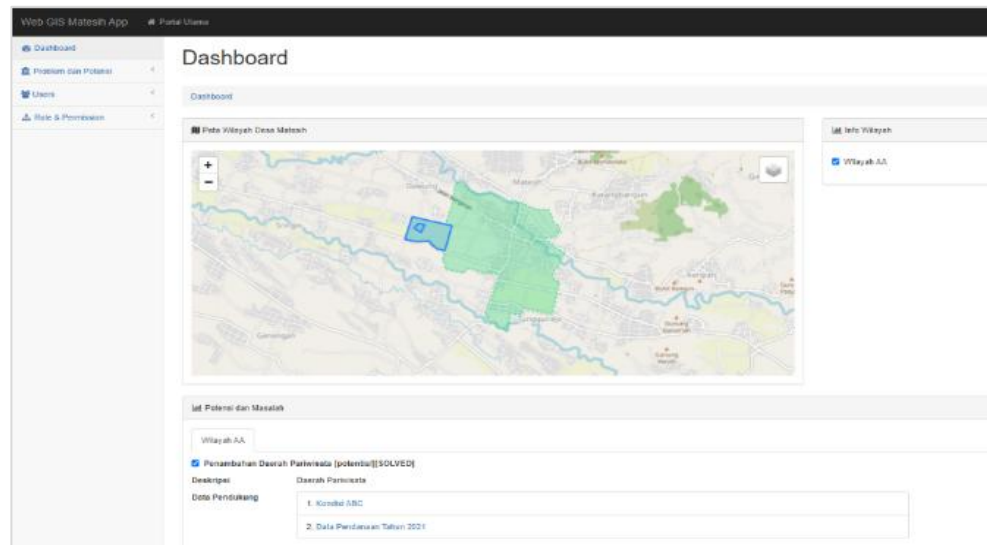 Web GIS Matesih App Portal Utama
Dashboard
Problem dan Potensi
Users
Role & Permission
Dashboard
Dashboard
Peta Wilayah Desa Matesih
+
−
Matesih
Karangbangun
Info Wilayah
Wilayah AA
Potensi dan Masalah
Wilayah AA
Penambahan Daerah Pariwisata [potential][SOLVED]
Deskripsi Daerah Pariwisata
Data Pendukung
1. Kondisi ABC
2. Data Pendanaan Tahun 2021